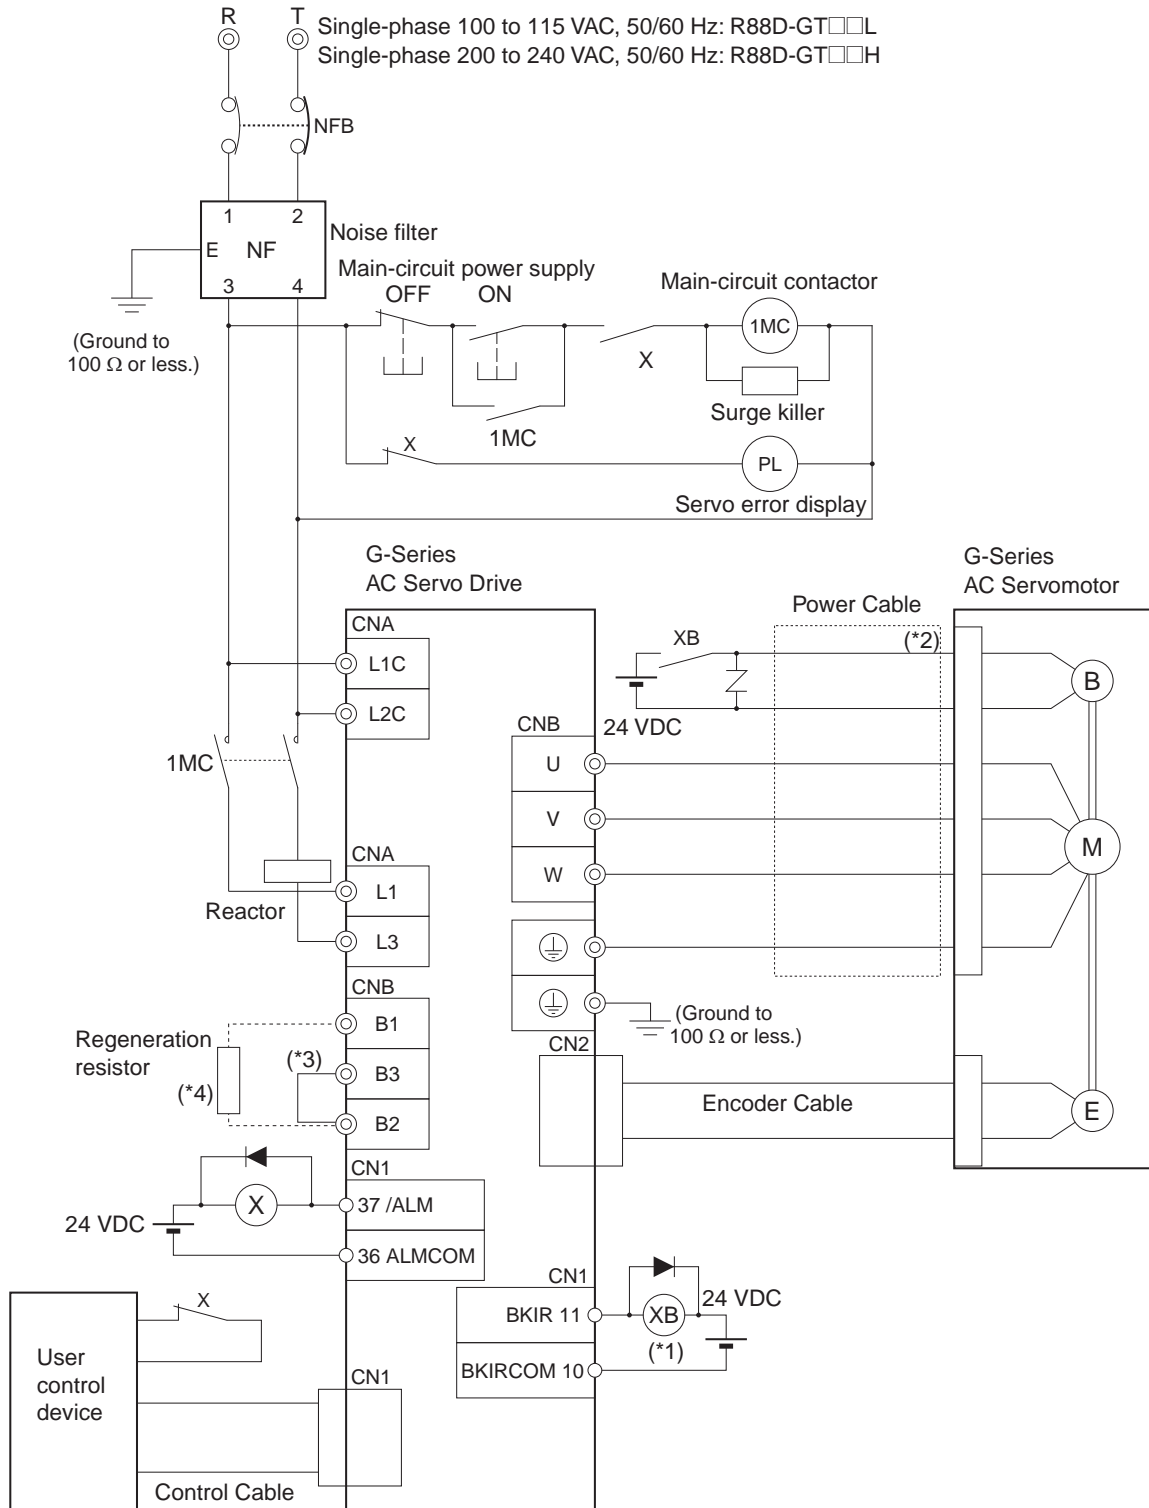 R
T
Single-phase 100 to 115 VAC, 50/60 Hz: R88D-GT□□L
Single-phase 200 to 240 VAC, 50/60 Hz: R88D-GT□□H
NFB
1
2
E
NF
Noise filter
3
4
Main-circuit power supply
OFF
ON
Main-circuit contactor
(Ground to
100 Ω or less.)
1MC
X
Surge killer
1MC
X
PL
Servo error display
G-Series
AC Servo Drive
G-Series
AC Servomotor
Power Cable
CNA
XB
(*2)
L1C
B
L2C
24 VDC
CNB
1MC
U
V
M
CNA
W
L1
Reactor
L3
CNB
B1
(Ground to
100 Ω or less.)
Regeneration
resistor
CN2
(*3)
B3
(*4)
Encoder Cable
E
B2
CN1
X
37 /ALM
24 VDC
36 ALMCOM
CN1
X
24 VDC
BKIR 11
XB
(*1)
User
control
device
BKIRCOM 10
CN1
Control Cable